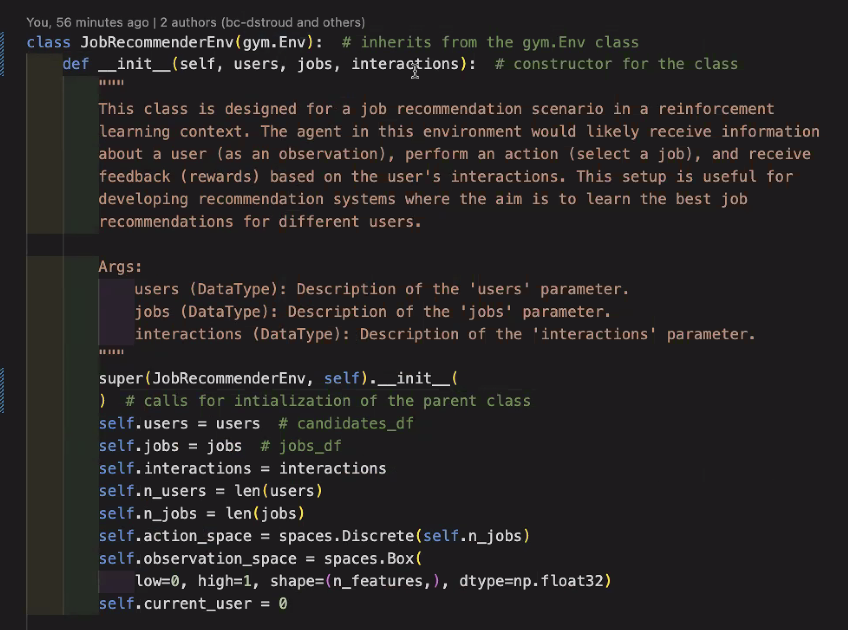 You, 56 minutes ago | 2 authors (bc-dstroud and others)
class JobRecommenderEnv(gym.Env):  # inherits from the gym.Env class
    def __init__(self, users, jobs, interactions):  # constructor for the class
        """
        This class is designed for a job recommendation scenario in a reinforcement
        learning context. The agent in this environment would likely receive information
        about a user (as an observation), perform an action (select a job), and receive
        feedback (rewards) based on the user's interactions. This setup is useful for
        developing recommendation systems where the aim is to learn the best job
        recommendations for different users.

        Args:
            users (DataType): Description of the 'users' parameter.
            jobs (DataType): Description of the 'jobs' parameter.
            interactions (DataType): Description of the 'interactions' parameter.
        """
        super(JobRecommenderEnv, self).__init__(
        )  # calls for intialization of the parent class
        self.users = users  # candidates_df
        self.jobs = jobs  # jobs_df
        self.interactions = interactions
        self.n_users = len(users)
        self.n_jobs = len(jobs)
        self.action_space = spaces.Discrete(self.n_jobs)
        self.observation_space = spaces.Box(
            low=0, high=1, shape=(n_features,), dtype=np.float32)
        self.current_user = 0